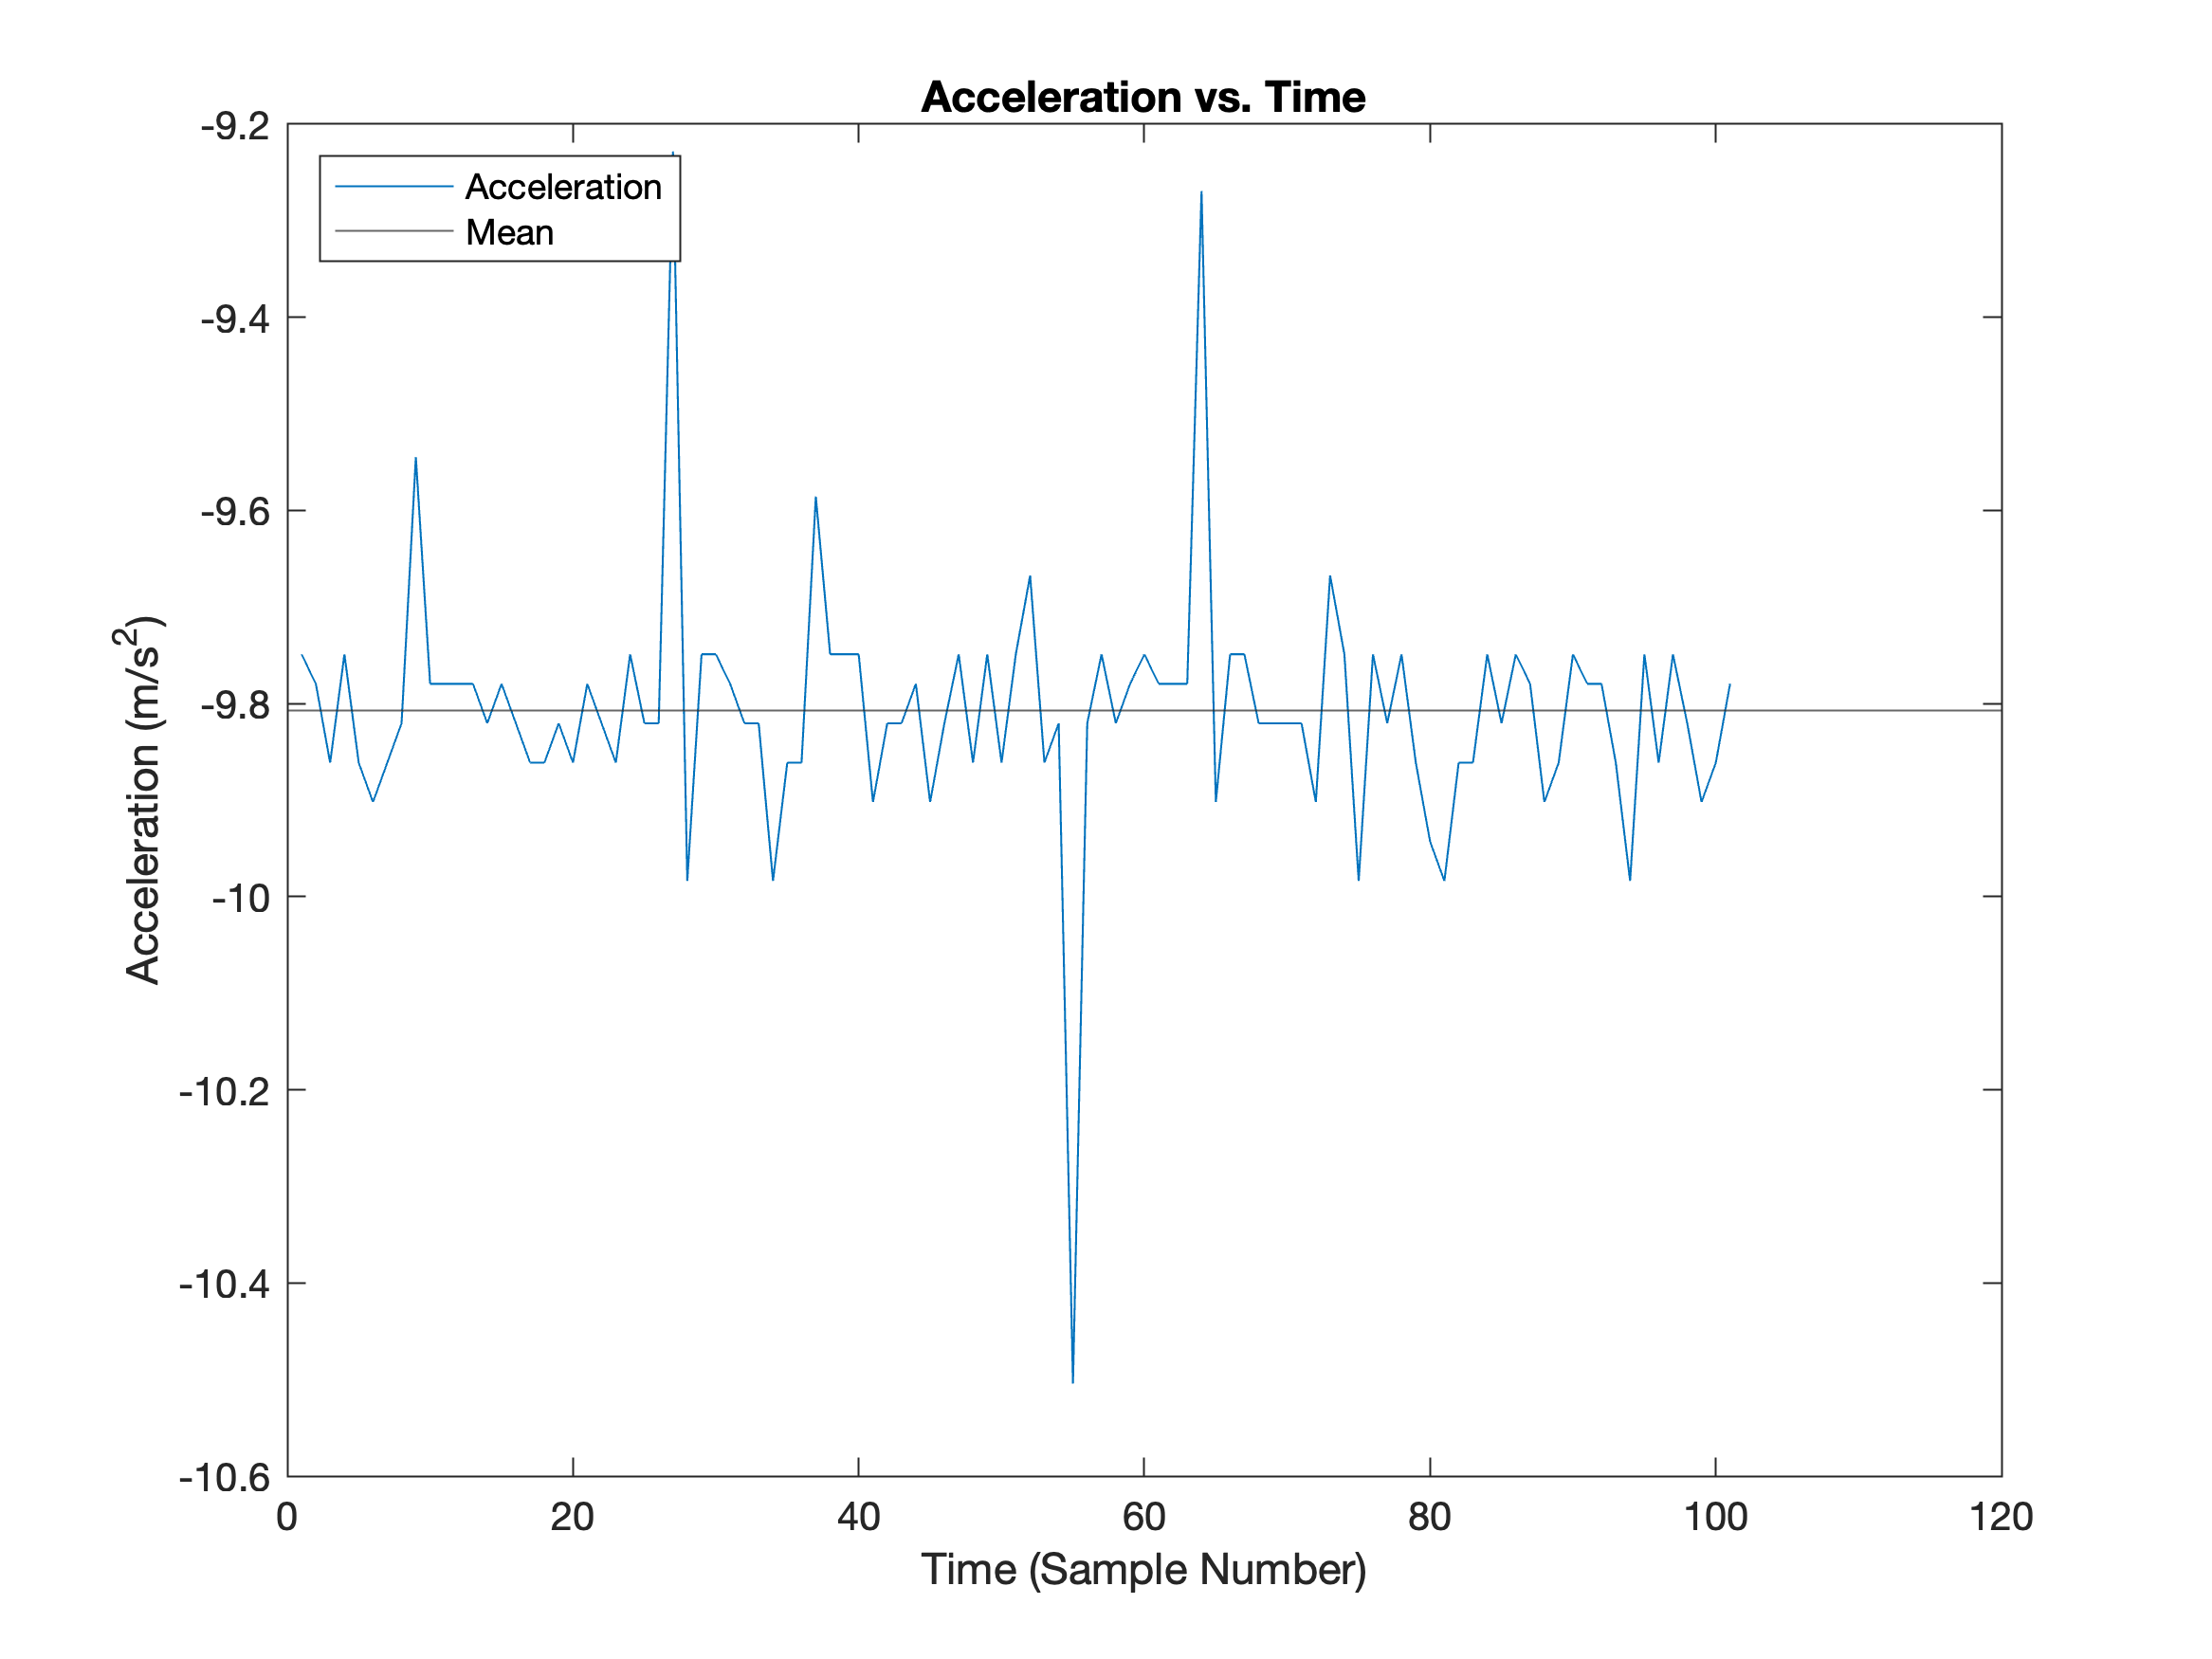 Acceleration vs. Time
Acceleration
Mean
-9.2
-9.4
-9.6
-9.8
-10
-10.2
-10.4
-10.6
Acceleration (m/s²)
0 20 40 60 80 100 120
Time (Sample Number)